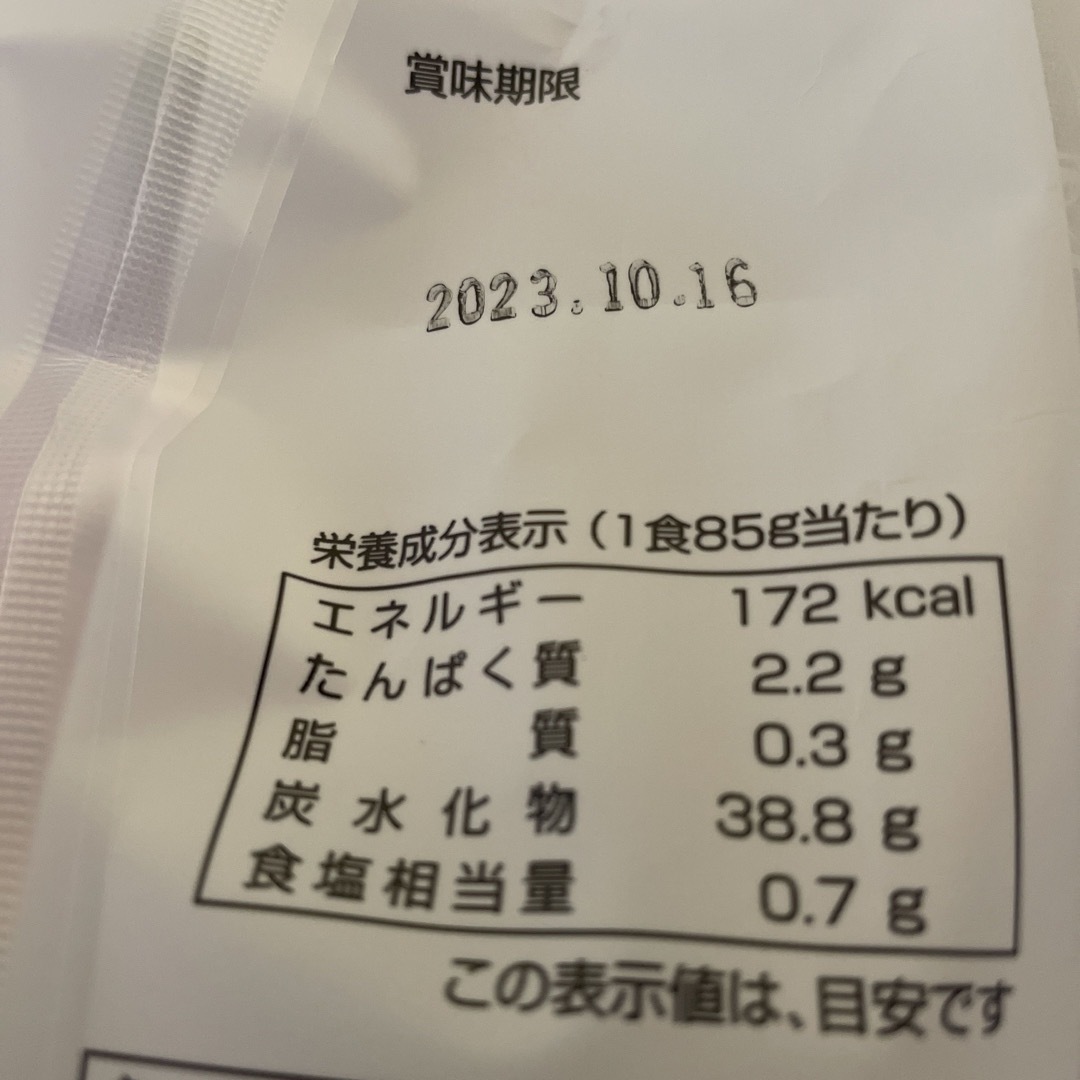 賞味期限
2023.10.16
栄養成分表示(1食85g当たり)
エネルギー 172 kcal
たんぱく質 2.2 g
脂質 0.3 g
炭水化物 38.8 g
食塩相当量 0.7 g
この表示値は、目安です